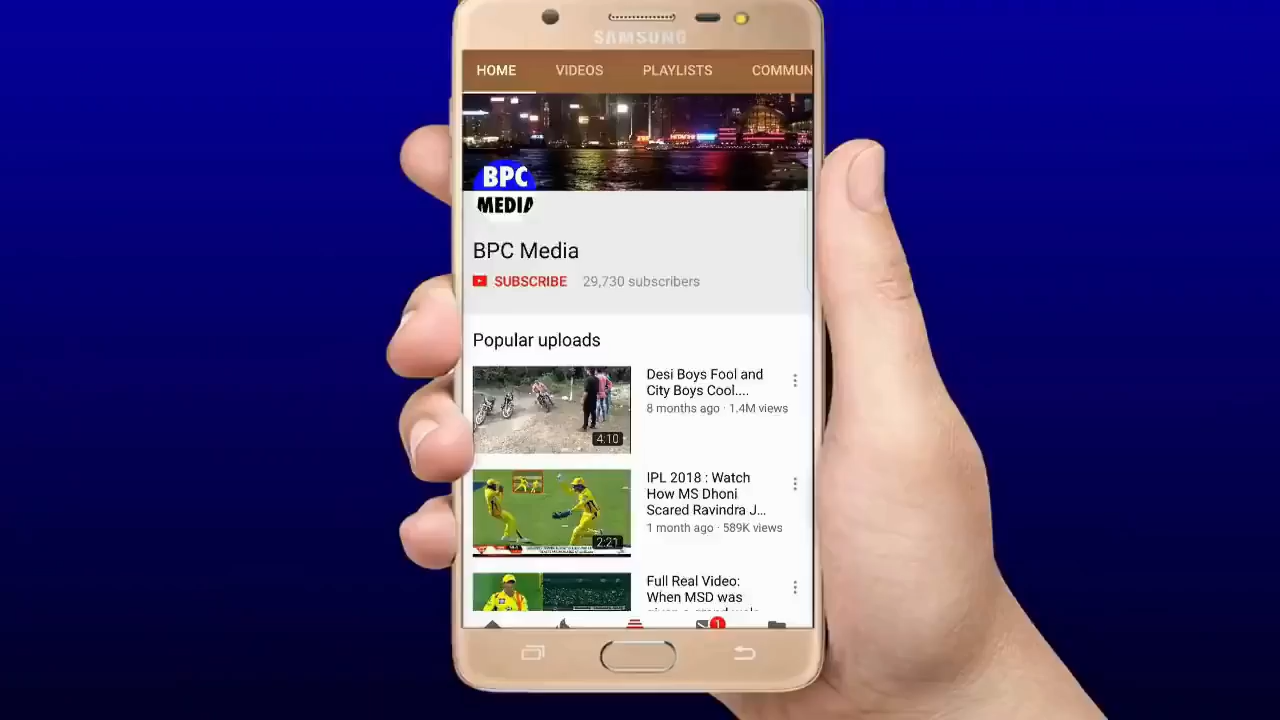 SAMSUNG
HOME VIDEOS PLAYLISTS COMMUN
HITACHI
BPC
MEDIA
BPC Media
SUBSCRIBE 29,730 subscribers
Popular uploads
Desi Boys Fool and
City Boys Cool....
8 months ago · 1.4M views
4:10
IPL 2018 : Watch
How MS Dhoni
Scared Ravindra J...
1 month ago · 589K views
2:21
Full Real Video:
When MSD was
1